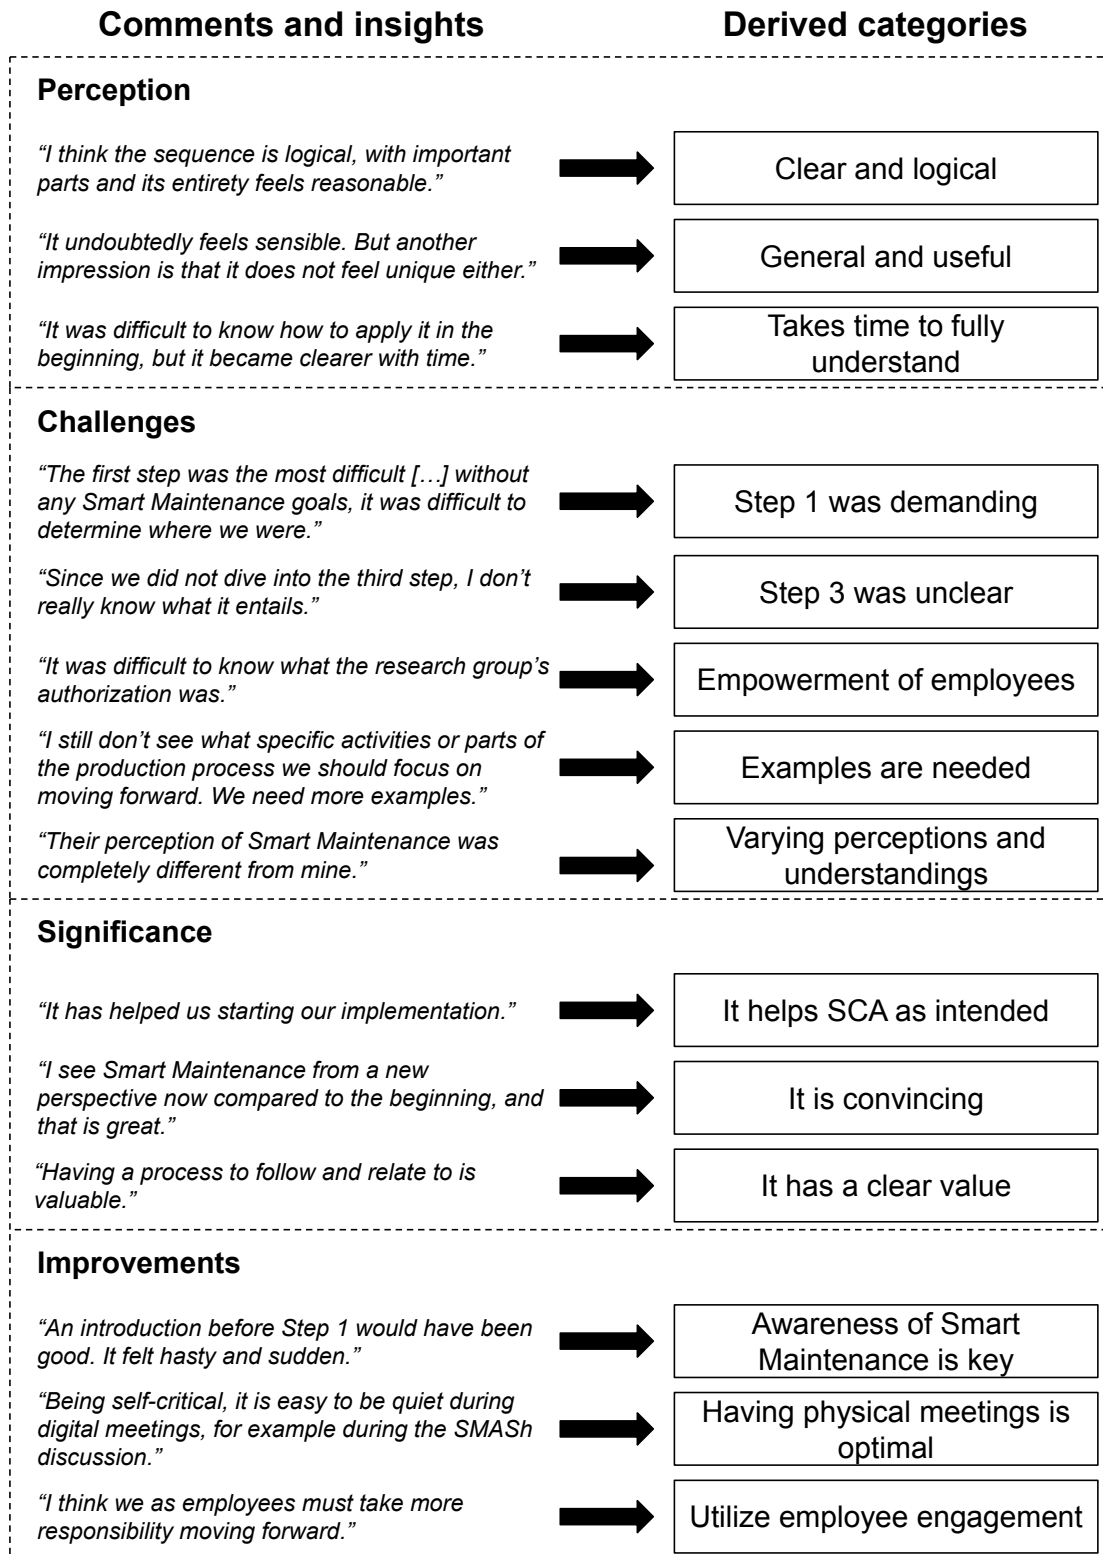 Comments and insights
Derived categories
Perception
“I think the sequence is logical, with important
parts and its entirety feels reasonable.”
Clear and logical
“It undoubtedly feels sensible. But another
impression is that it does not feel unique either.”
General and useful
“It was difficult to know how to apply it in the
beginning, but it became clearer with time.”
Takes time to fully
understand
Challenges
“The first step was the most difficult […] without
any Smart Maintenance goals, it was difficult to
determine where we were.”
Step 1 was demanding
“Since we did not dive into the third step, I don’t
really know what it entails.”
Step 3 was unclear
“It was difficult to know what the research group’s
authorization was.”
Empowerment of employees
“I still don’t see what specific activities or parts of
the production process we should focus on
moving forward. We need more examples.”
Examples are needed
“Their perception of Smart Maintenance was
completely different from mine.”
Varying perceptions and
understandings
Significance
“It has helped us starting our implementation.”
It helps SCA as intended
“I see Smart Maintenance from a new
perspective now compared to the beginning, and
that is great.”
It is convincing
“Having a process to follow and relate to is
valuable.”
It has a clear value
Improvements
“An introduction before Step 1 would have been
good. It felt hasty and sudden.”
Awareness of Smart
Maintenance is key
“Being self-critical, it is easy to be quiet during
digital meetings, for example during the SMASh
discussion.”
Having physical meetings is
optimal
“I think we as employees must take more
responsibility moving forward.”
Utilize employee engagement